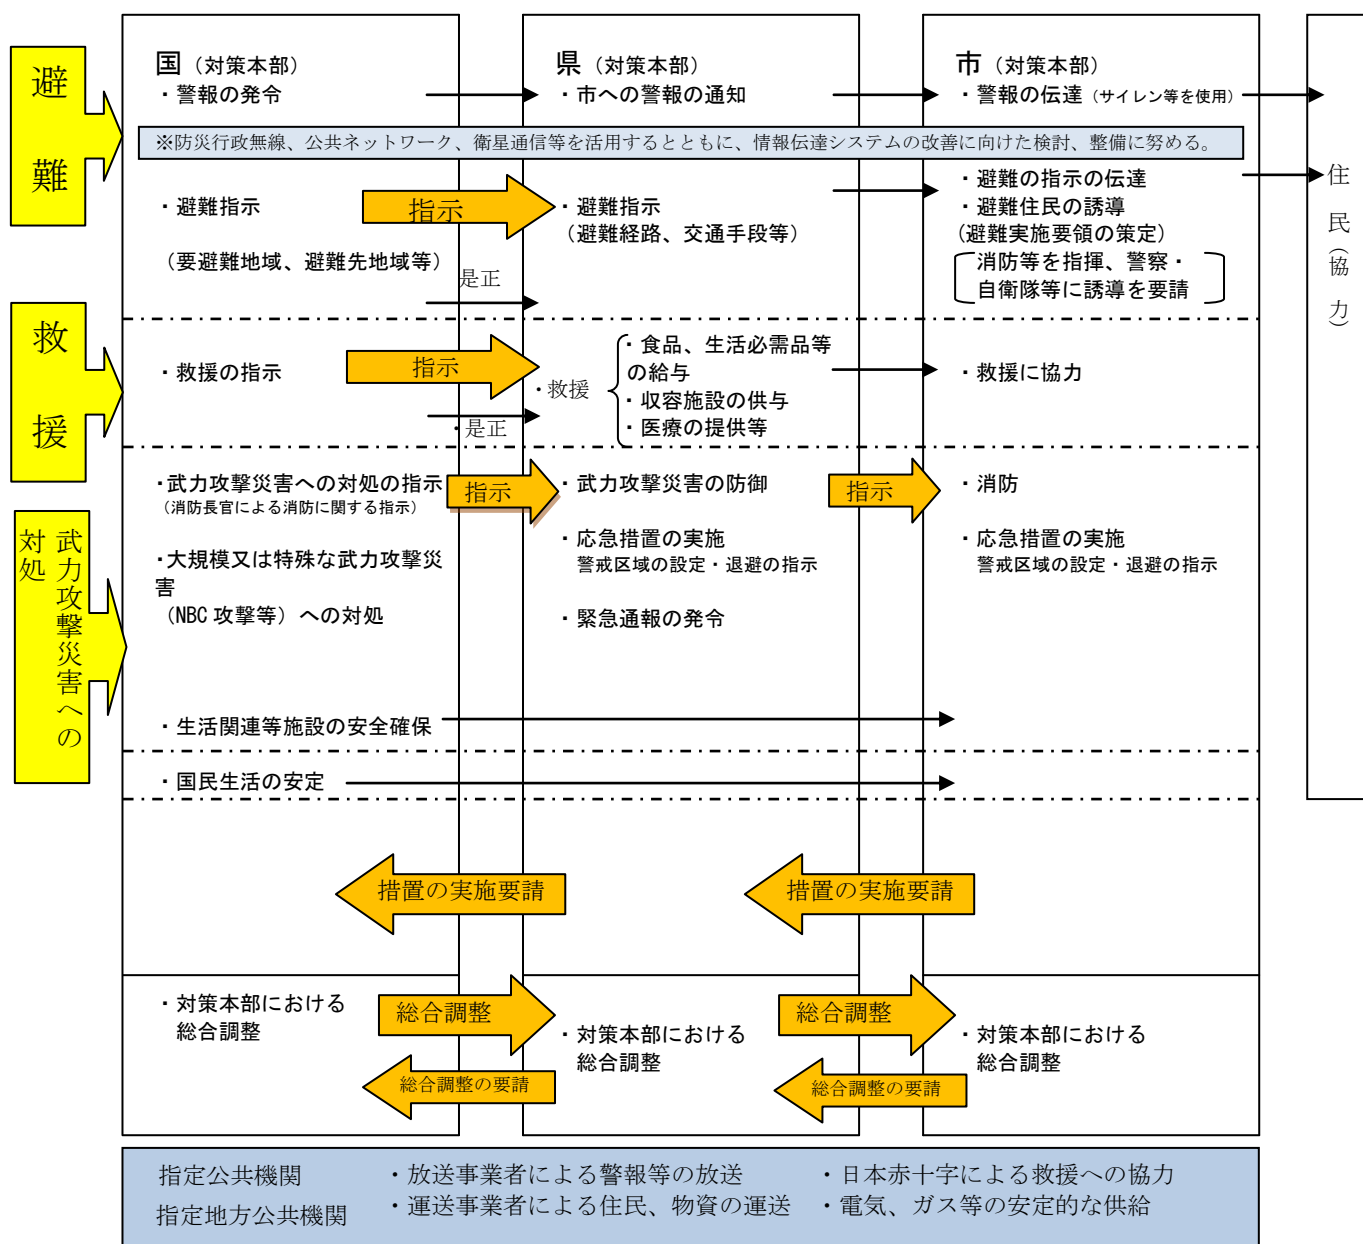 避難
国（対策本部）
・警報の発令
県（対策本部）
・市への警報の通知
市（対策本部）
・警報の伝達（サイレン等を使用）
※防災行政無線、公共ネットワーク、衛星通信等を活用するとともに、情報伝達システムの改善に向けた検討、整備に努める。
・避難指示
（要避難地域、避難先地域等）
指示
是正
・避難指示
（避難経路、交通手段等）
・避難の指示の伝達
・避難住民の誘導
（避難実施要領の策定）
消防等を指揮、警察・
自衛隊等に誘導を要請
住民（協力）
救援
・救援の指示
指示
・是正
・救援
・食品、生活必需品等
の給与
・収容施設の供与
・医療の提供等
・救援に協力
武力攻撃災害への
対処
・武力攻撃災害への対処の指示
（消防長官による消防に関する指示）
指示
・武力攻撃災害の防御
指示
・消防
・大規模又は特殊な武力攻撃災
害
（NBC攻撃等）への対処
・応急措置の実施
警戒区域の設定・退避の指示
・緊急通報の発令
・応急措置の実施
警戒区域の設定・退避の指示
・生活関連等施設の安全確保
・国民生活の安定
措置の実施要請
措置の実施要請
・対策本部における
総合調整
総合調整
総合調整の要請
・対策本部における
総合調整
総合調整
総合調整の要請
・対策本部における
総合調整
指定公共機関
指定地方公共機関
・放送事業者による警報等の放送
・運送事業者による住民、物資の運送
・日本赤十字による救援への協力
・電気、ガス等の安定的な供給